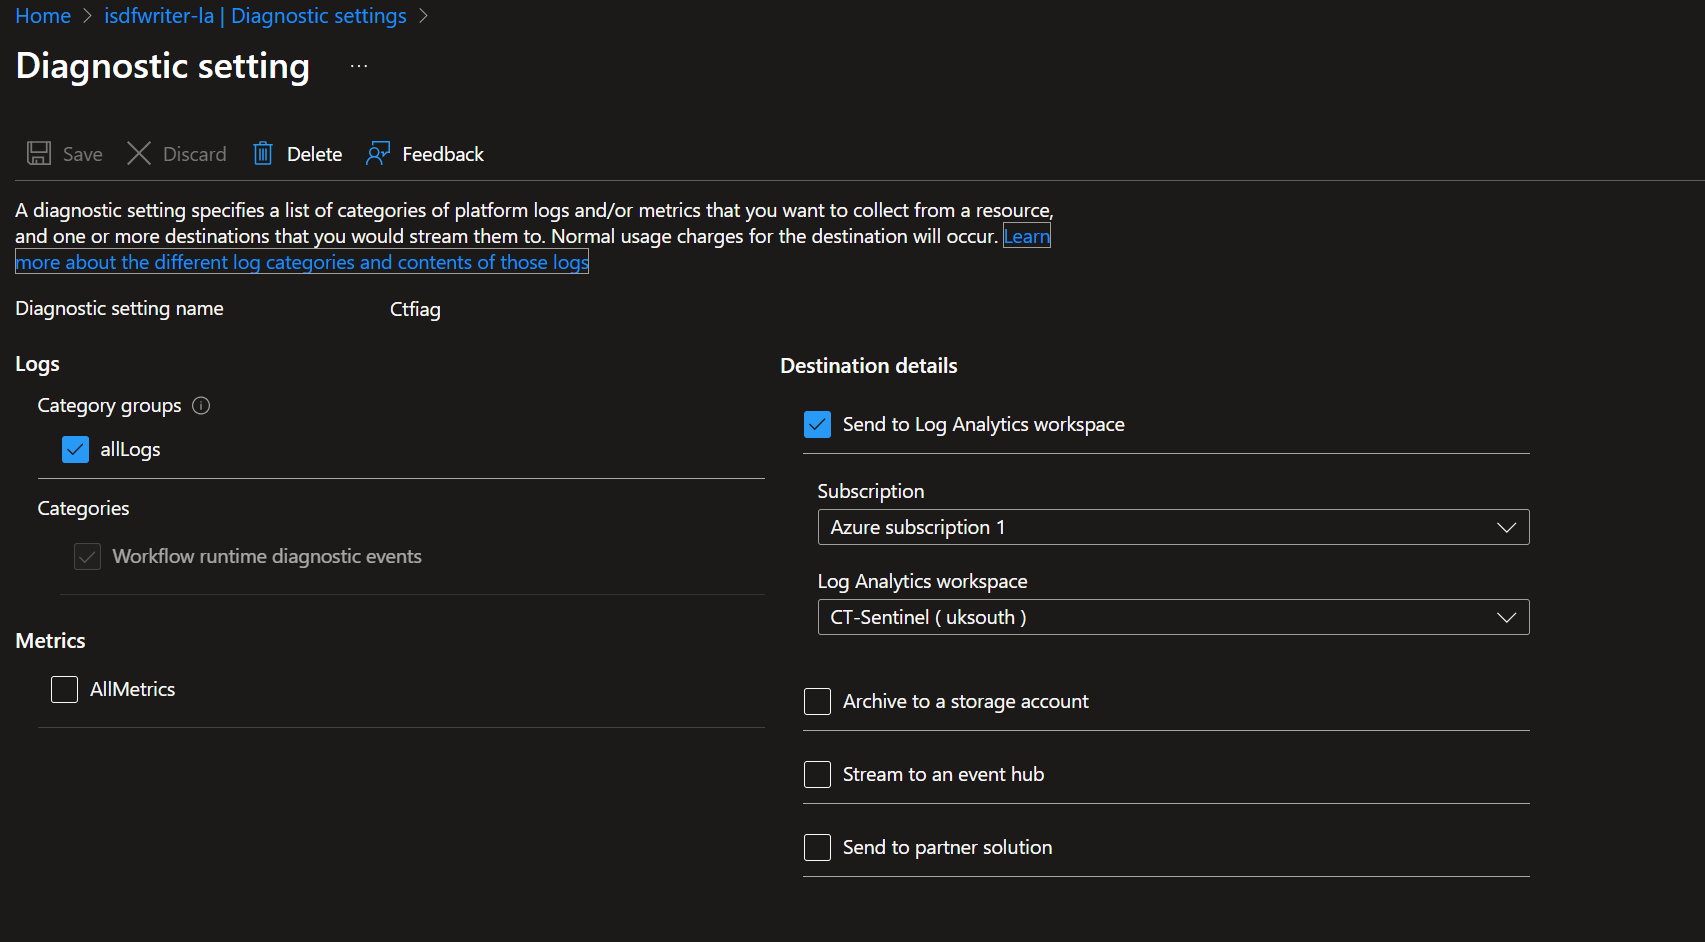 Home > isdfwriter-la | Diagnostic settings >
Diagnostic setting ...
Save Discard Delete Feedback
A diagnostic setting specifies a list of categories of platform logs and/or metrics that you want to collect from a resource,
and one or more destinations that you would stream them to. Normal usage charges for the destination will occur. Learn
more about the different log categories and contents of those logs
Diagnostic setting name Ctfiag
Logs
Category groups
allLogs
Categories
Workflow runtime diagnostic events
Metrics
AllMetrics
Destination details
Send to Log Analytics workspace
Subscription
Azure subscription 1
Log Analytics workspace
CT-Sentinel ( uksouth )
Archive to a storage account
Stream to an event hub
Send to partner solution